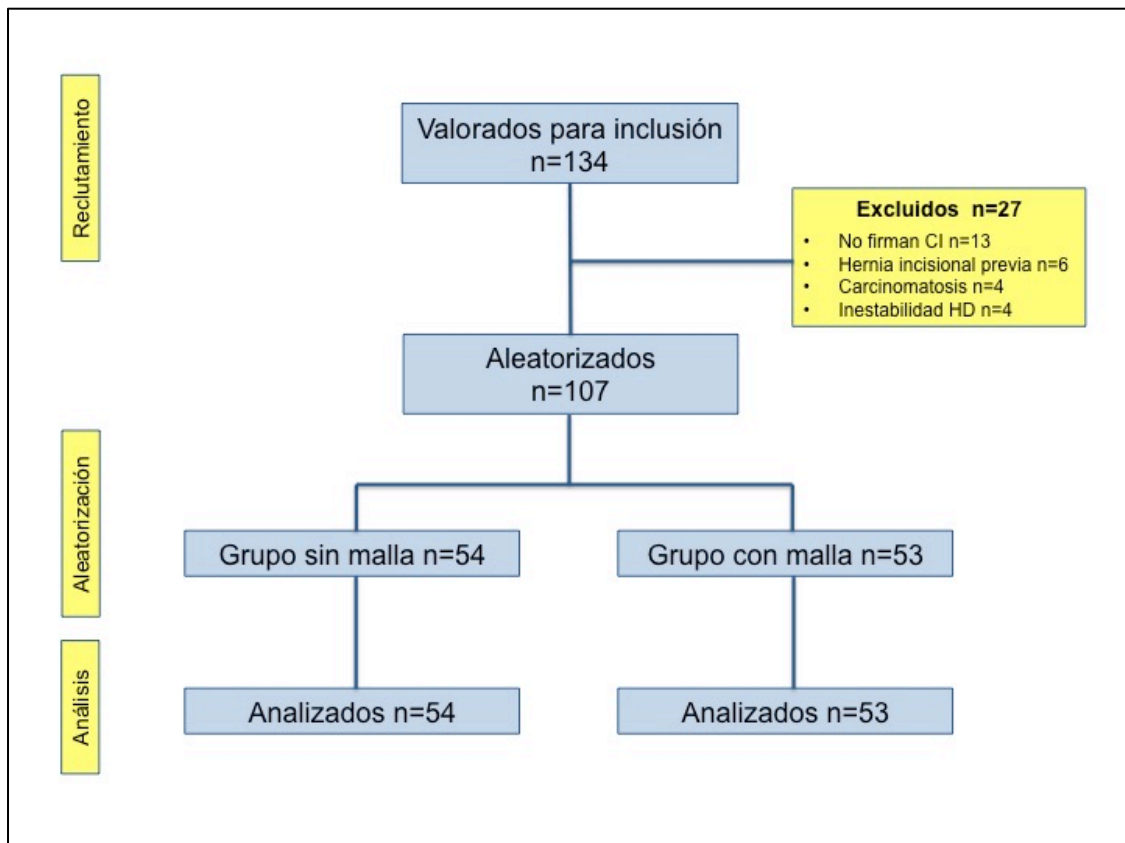 Reclutamiento
Valorados para inclusión
n=134
Excluidos n=27
• No firman CI n=13
• Hernia incisional previa n=6
• Carcinomatosis n=4
• Inestabilidad HD n=4
Aleatorizados
n=107
Aleatorización
Grupo sin malla n=54
Grupo con malla n=53
Análisis
Analizados n=54
Analizados n=53